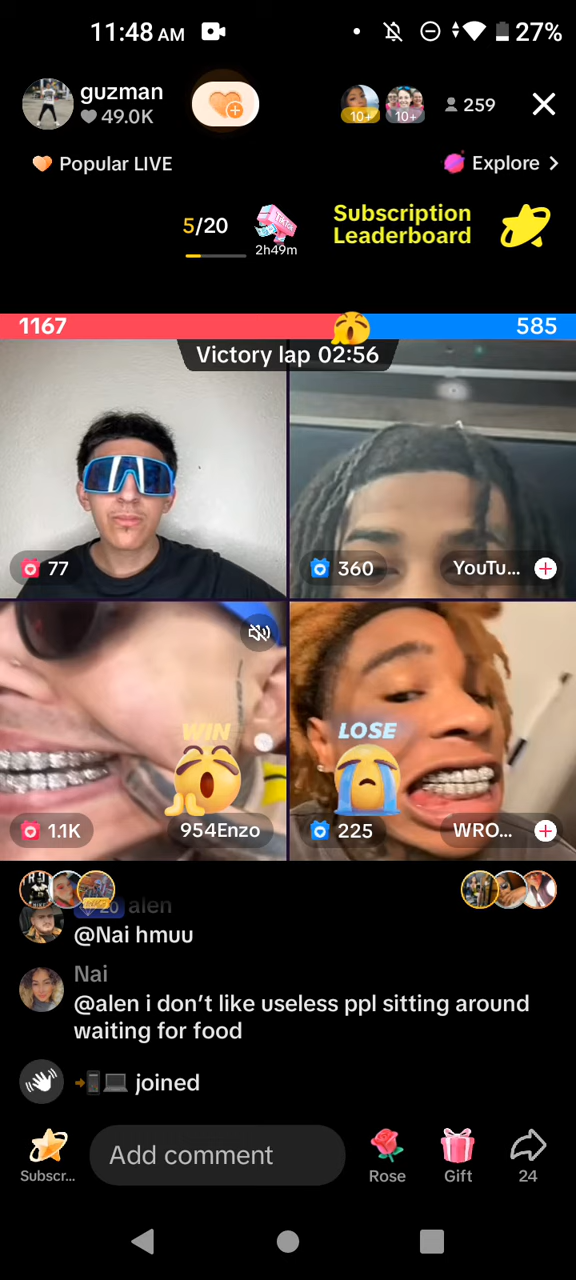 11:48 AM
27%
guzman
49.0K
10+
10+
259
Popular LIVE
Explore
5/20
TikTok
2h49m
Subscription
Leaderboard
1167
585
Victory lap 02:56
77
360
YouTu...
WIN
LOSE
1.1K
954Enzo
225
WRO...
20 alen
@Nai hmuu
Nai
@alen i don't like useless ppl sitting around
waiting for food
joined
Subscr...
Add comment
Rose
Gift
24